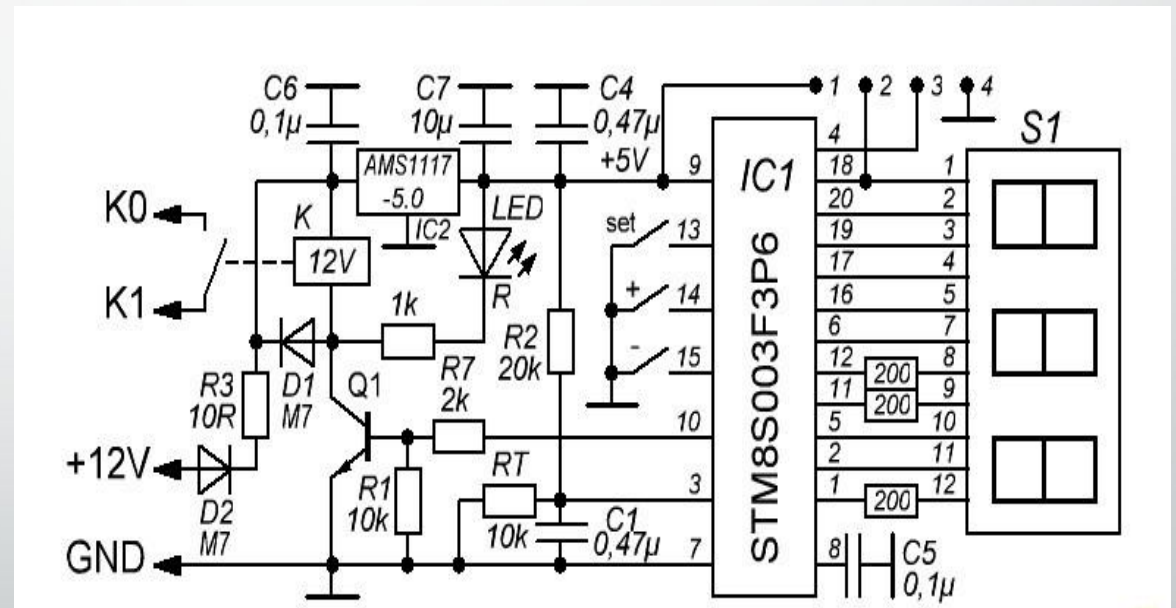 C6
0,1µ
C7
10µ
C4
0,47µ
+5V
1
2
3
4
S1
AMS1117
-5.0
IC2
K0
K
12V
K1
LED
R
1k
set
+
-
9
13
14
15
10
3
7
IC1
STM8S003F3P6
4
18
20
19
17
16
6
12
11
5
2
1
8
200
200
200
1
2
3
4
5
7
8
9
10
11
12
R3
10R
D1
M7
Q1
R7
2k
R2
20k
+12V
D2
M7
R1
10k
RT
10k
C1
0,47µ
GND
C5
0,1µ